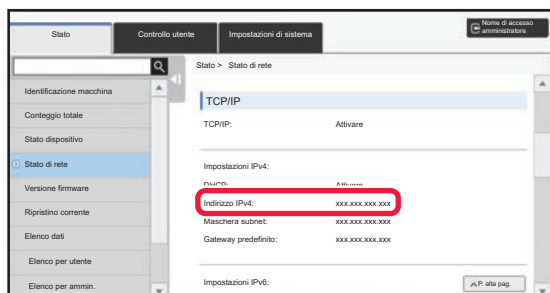 Stato
Controllo utente
Impostazioni di sistema
Nome di accesso
amministratore
Stato > Stato di rete
Identificazione macchina
Conteggio totale
Stato dispositivo
Stato di rete
Versione firmware
Ripristino corrente
Elenco dati
Elenco per utente
Elenco per ammin.
TCP/IP
TCP/IP: Attivare
Impostazioni IPv4:
DHCP: Attivare
Indirizzo IPv4: xxx.xxx.xxx.xxx
Maschera subnet: xxx.xxx.xxx.xxx
Gateway predefinito: xxx.xxx.xxx.xxx
Impostazioni IPv6:
P. alta pag.